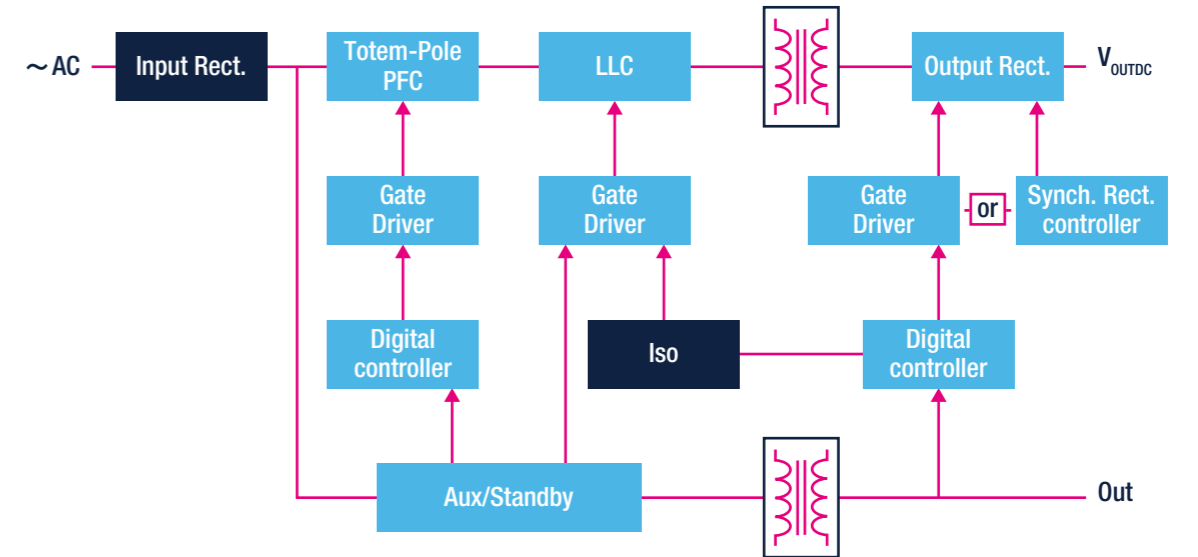 ~ AC
Input Rect.
Totem-Pole
PFC
LLC
Output Rect.
VOUTDC
Gate
Driver
Gate
Driver
Gate
Driver
or
Synch. Rect.
controller
Digital
controller
Iso
Digital
controller
Aux/Standby
Out